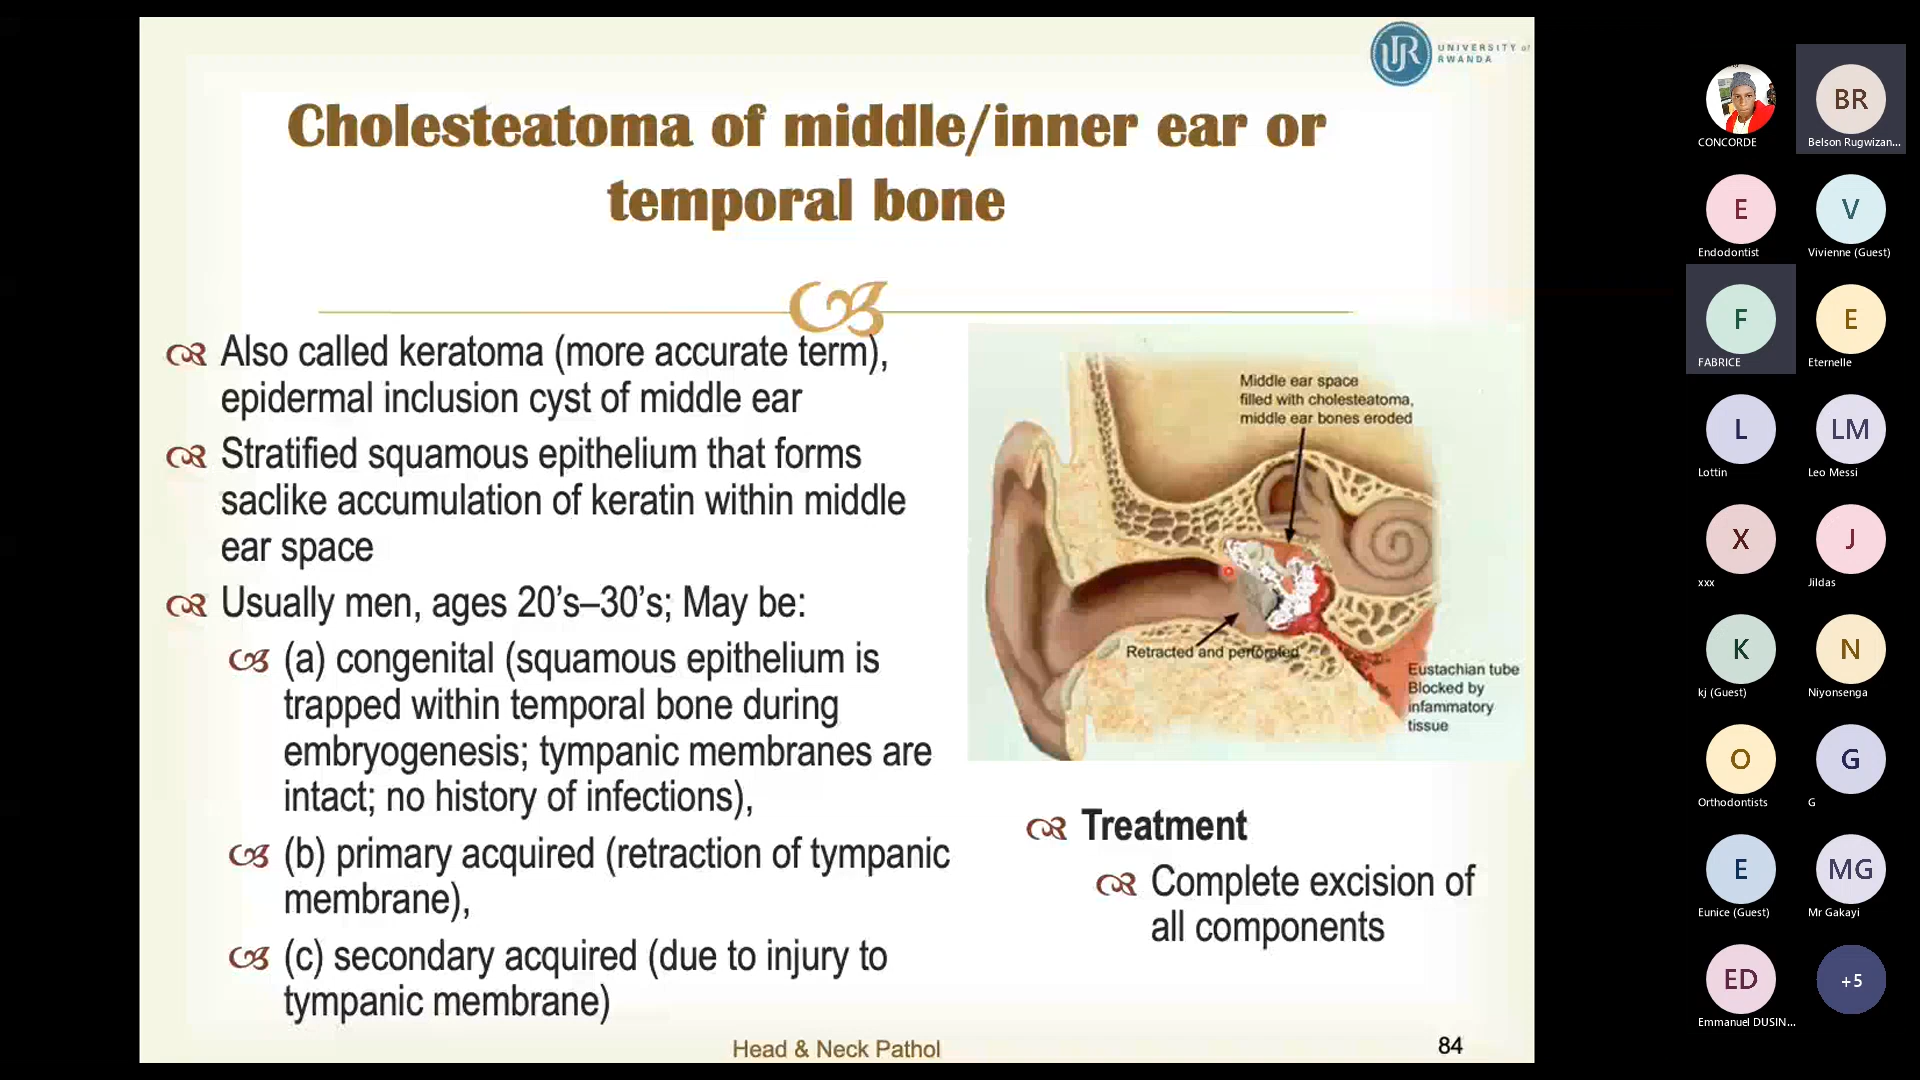 UNIVERSITY of
RWANDA
Cholesteatoma of middle/inner ear or
temporal bone
Also called keratoma (more accurate term),
epidermal inclusion cyst of middle ear
Stratified squamous epithelium that forms
saclike accumulation of keratin within middle
ear space
Usually men, ages 20's–30's; May be:
(a) congenital (squamous epithelium is
trapped within temporal bone during
embryogenesis; tympanic membranes are
intact; no history of infections),
(b) primary acquired (retraction of tympanic
membrane),
(c) secondary acquired (due to injury to
tympanic membrane)
Middle ear space
filled with cholesteatoma,
middle ear bones eroded
Retracted and perforated
Eustachian tube
Blocked by
infammatory
tissue
Treatment
Complete excision of
all components
Head & Neck Pathol
84
CONCORDE
BR
Belson Rugwizan...
E
Endodontist
V
Vivienne (Guest)
F
FABRICE
E
Eternelle
L
Lottin
LM
Leo Messi
X
xxx
J
Jildas
K
kj (Guest)
N
Niyonsenga
O
Orthodontists
G
G
E
Eunice (Guest)
MG
Mr Gakayi
ED
Emmanuel DUSIN...
+5